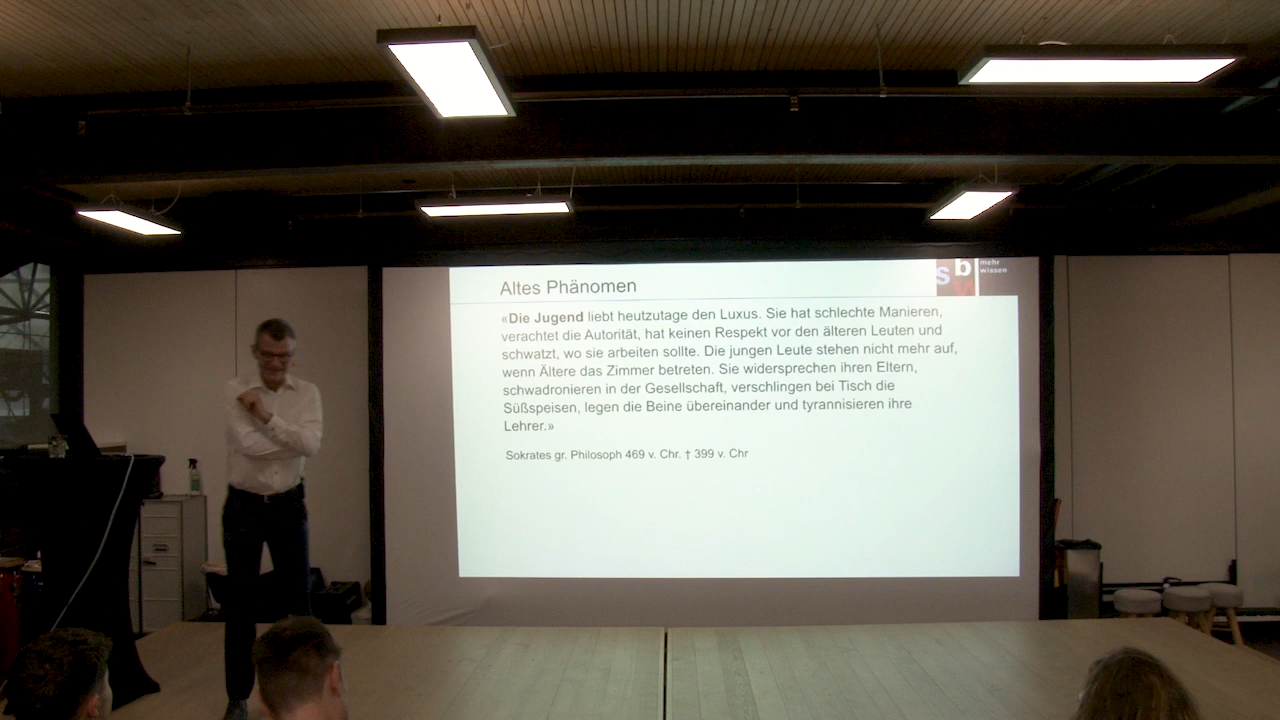 Altes Phänomen
sbw
mehr
wissen
«Die Jugend liebt heutzutage den Luxus. Sie hat schlechte Manieren,
verachtet die Autorität, hat keinen Respekt vor den älteren Leuten und
schwatzt, wo sie arbeiten sollte. Die jungen Leute stehen nicht mehr auf,
wenn Ältere das Zimmer betreten. Sie widersprechen ihren Eltern,
schwadronieren in der Gesellschaft, verschlingen bei Tisch die
Süßspeisen, legen die Beine übereinander und tyrannisieren ihre
Lehrer.»
Sokrates gr. Philosoph 469 v. Chr. † 399 v. Chr